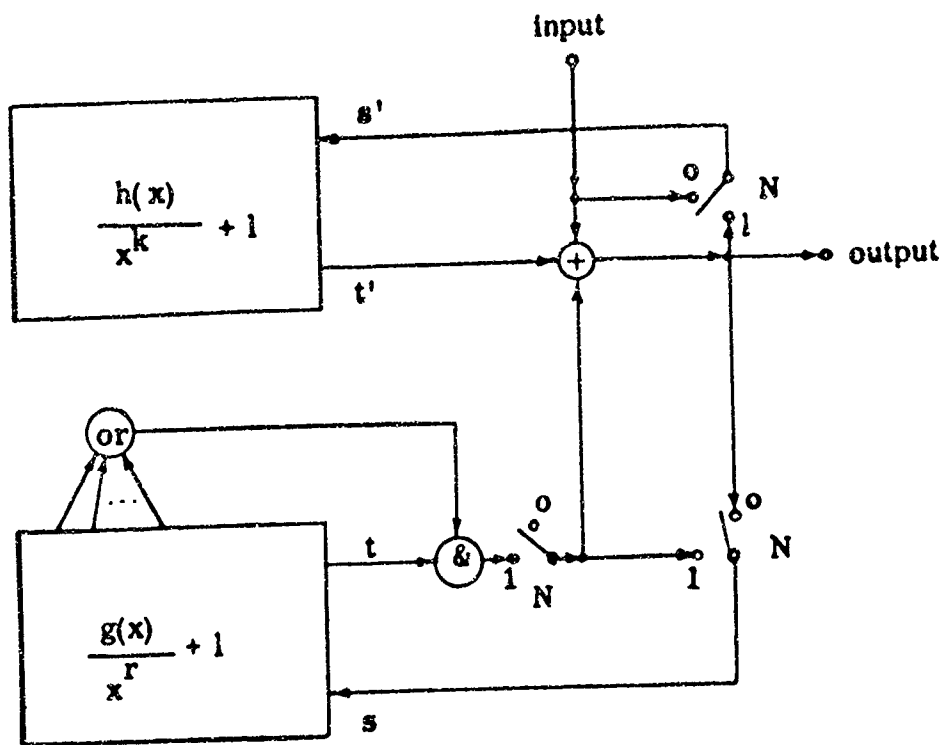 input
s'
h(x)
x^k + 1
t'
o
N
1
+
output
or
...
t
&
o
1
N
1
o
N
g(x)
x^r + 1
s